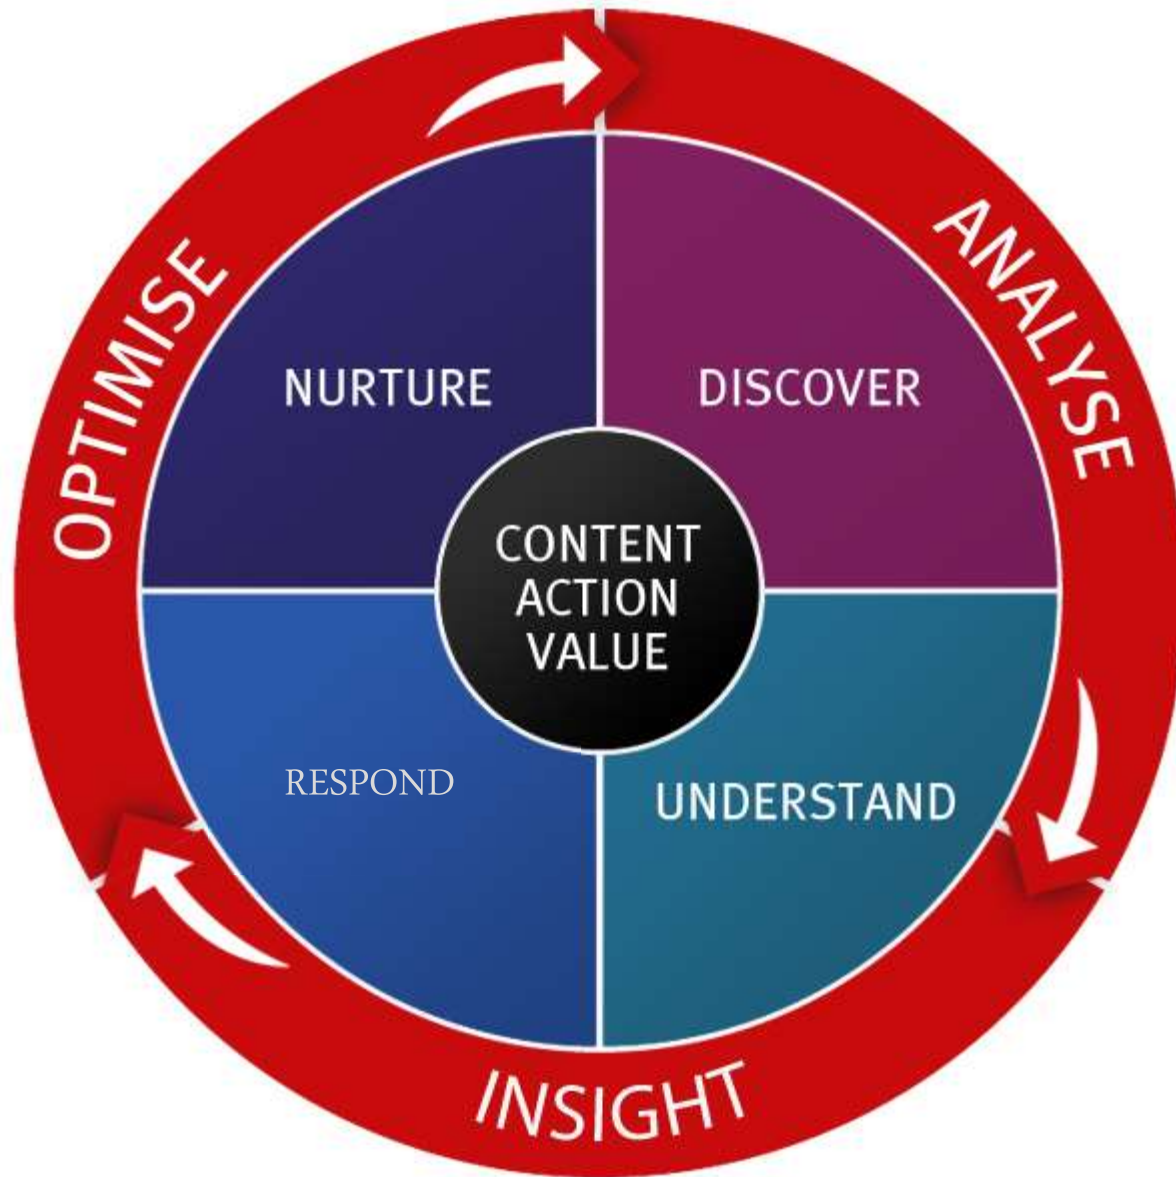 OPTIMISE
ANALYSE
NURTURE
DISCOVER
CONTENT
ACTION
VALUE
RESPOND
UNDERSTAND
INSIGHT